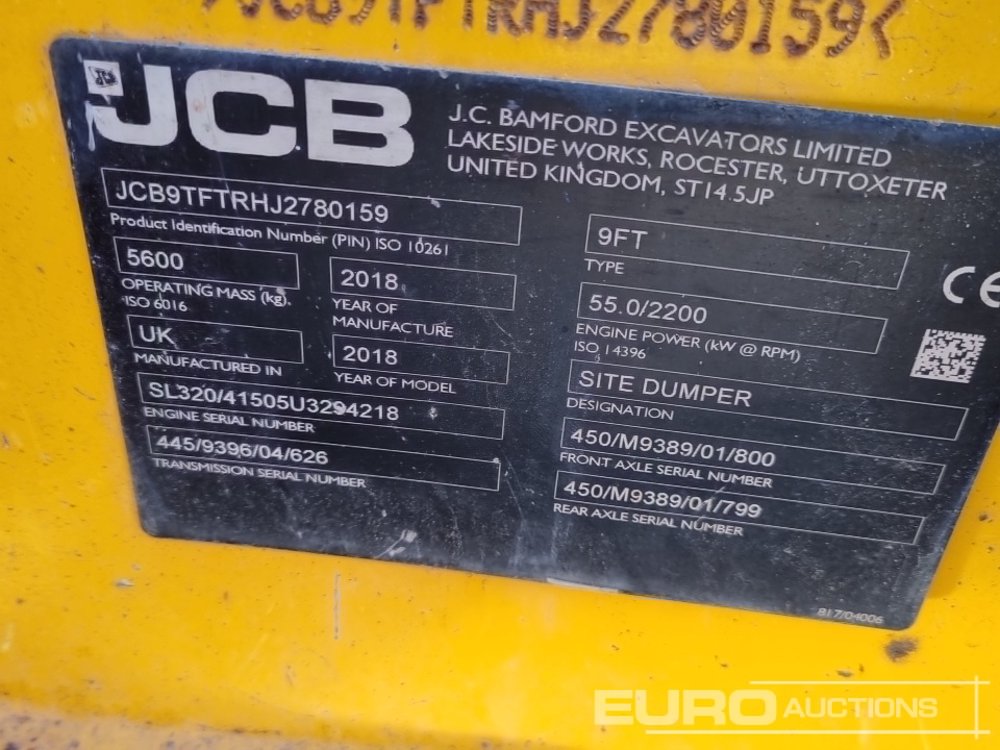 JCB9TFTRHJ2780159<
JCB
J.C. BAMFORD EXCAVATORS LIMITED
LAKESIDE WORKS, ROCESTER, UTTOXETER
UNITED KINGDOM, ST14 5JP
JCB9TFTRHJ2780159
Product Identification Number (PIN) ISO 10261
5600
OPERATING MASS (kg).
ISO 6016
2018
YEAR OF
MANUFACTURE
UK
MANUFACTURED IN
2018
YEAR OF MODEL
SL320/41505U3294218
ENGINE SERIAL NUMBER
445/9396/04/626
TRANSMISSION SERIAL NUMBER
9FT
TYPE
55.0/2200
ENGINE POWER (kW @ RPM)
ISO 14396
SITE DUMPER
DESIGNATION
450/M9389/01/800
FRONT AXLE SERIAL NUMBER
450/M9389/01/799
REAR AXLE SERIAL NUMBER
CE
817/04006
EURO AUCTIONS